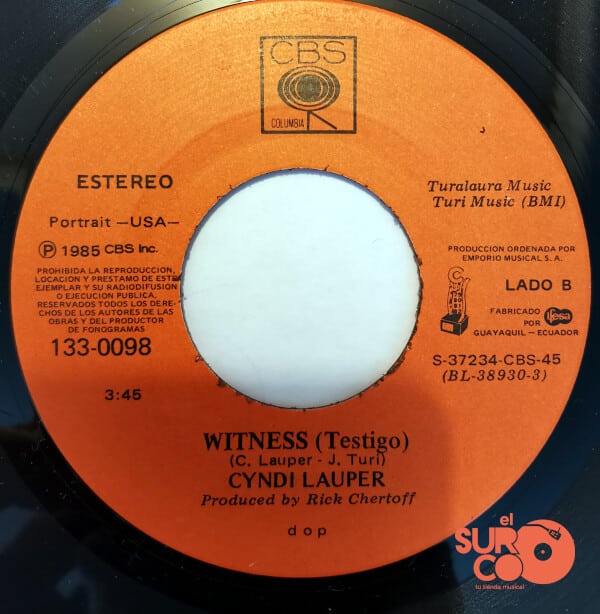 CBS
COLUMBIA
ESTEREO
Portrait —USA—
Ⓟ 1985 CBS Inc.
PROHIBIDA LA REPRODUCCION,
LOCACION Y PRESTAMO DE ESTE
EJEMPLAR Y SU RADIODIFUSION
O EJECUCION PUBLICA.
RESERVADOS TODOS LOS DERE-
CHOS DE LOS AUTORES DE LAS
OBRAS Y DEL PRODUCTOR
DE FONOGRAMAS
133-0098
3:45
Turalaura Music
Turi Music (BMI)
PRODUCCION ORDENADA POR
EMPORIO MUSICAL S. A.
LADO B
FABRICADO
POR fesa
GUAYAQUIL — ECUADOR
S-37234-CBS-45
(BL-38930-3)
WITNESS (Testigo)
(C. Lauper - J. Turi)
CYNDI LAUPER
Produced by Rick Chertoff
dop
el
SURCO
tu tienda musical